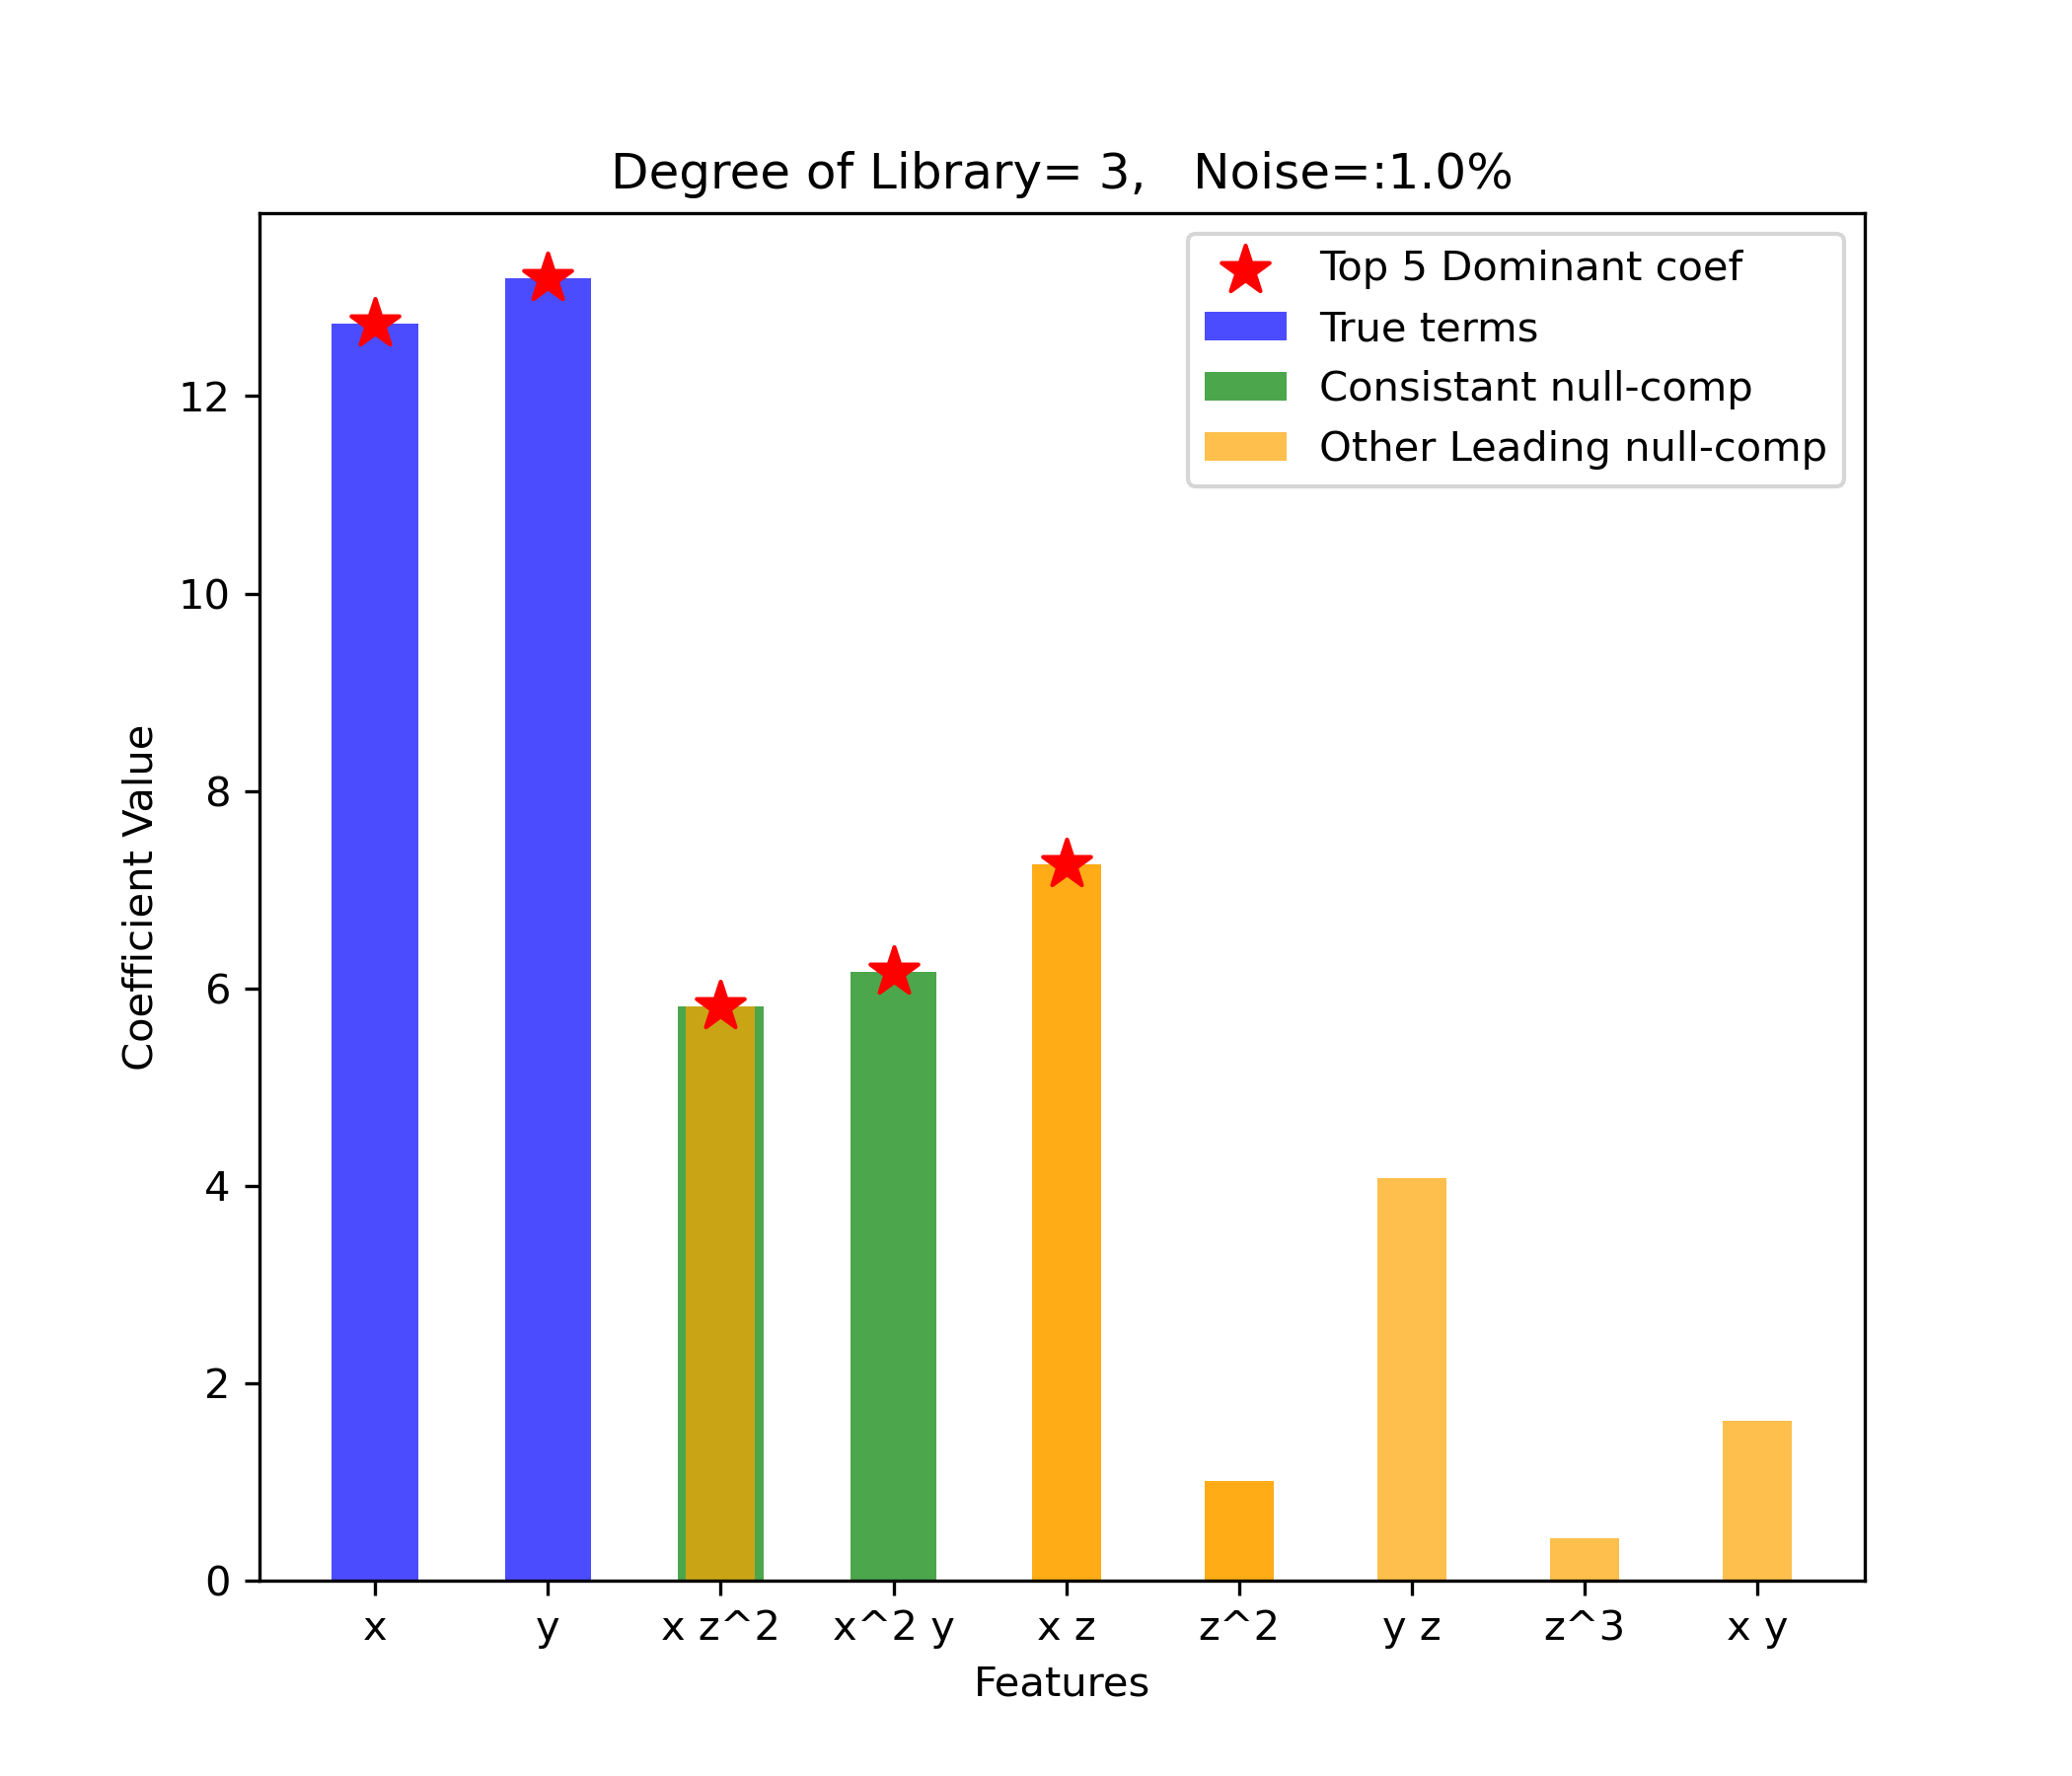 Degree of Library= 3,   Noise=:1.0%
Top 5 Dominant coef
True terms
Consistant null-comp
Other Leading null-comp
Coefficient Value
12
10
8
6
4
2
0
x y x z^2 x^2 y x z z^2 y z z^3 x y
Features